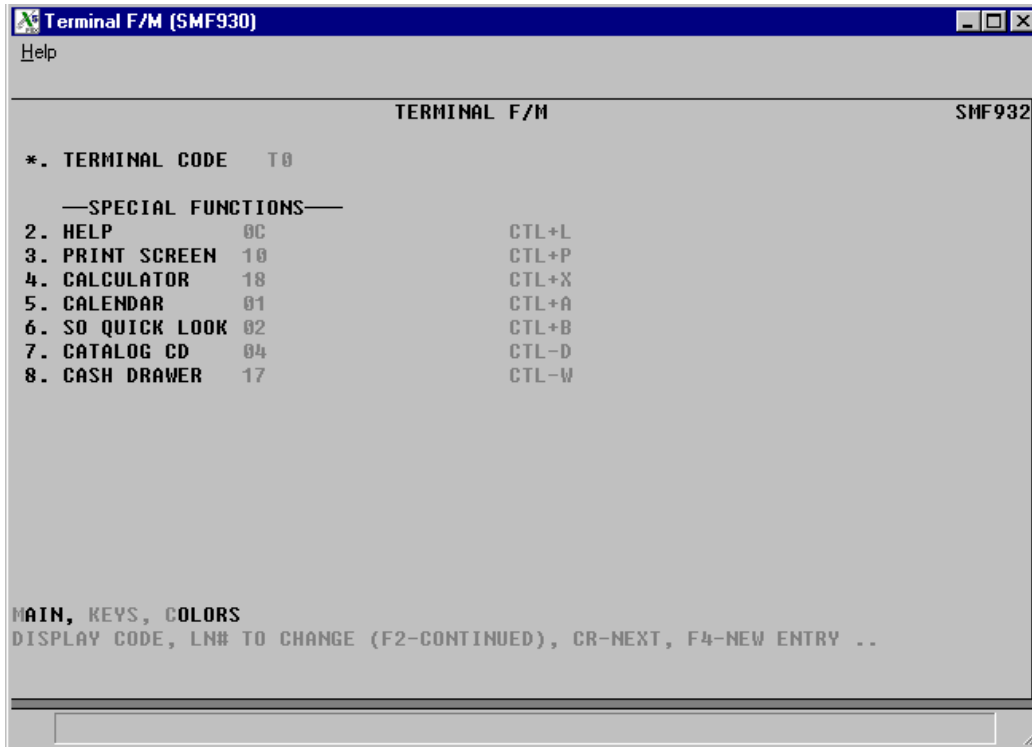 Terminal F/M (SMF930)
Help
TERMINAL F/M SMF932
*. TERMINAL CODE T0
—SPECIAL FUNCTIONS—
2. HELP 0C CTL+L
3. PRINT SCREEN 10 CTL+P
4. CALCULATOR 18 CTL+X
5. CALENDAR 01 CTL+A
6. SO QUICK LOOK 02 CTL+B
7. CATALOG CD 04 CTL-D
8. CASH DRAWER 17 CTL-W
MAIN, KEYS, COLORS
DISPLAY CODE, LN# TO CHANGE (F2-CONTINUED), CR-NEXT, F4-NEW ENTRY ..